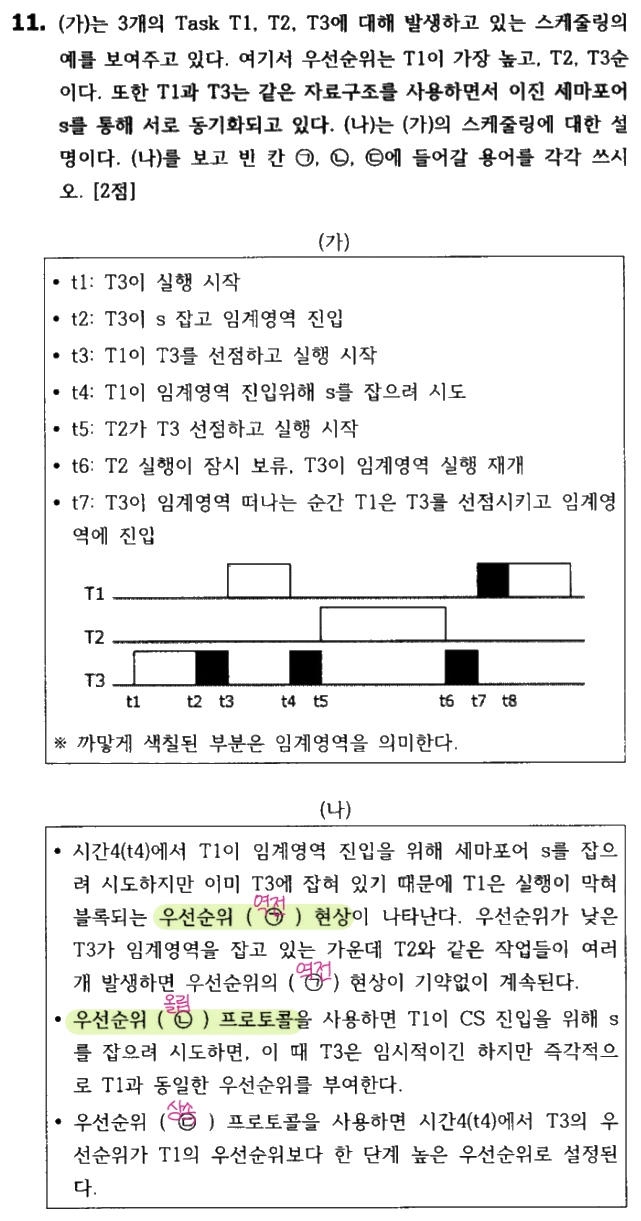 11. (가)는 3개의 Task T1, T2, T3에 대해 발생하고 있는 스케줄링의
예를 보여주고 있다. 여기서 우선순위는 T1이 가장 높고, T2, T3순
이다. 또한 T1과 T3는 같은 자료구조를 사용하면서 이진 세마포어
s를 통해 서로 동기화되고 있다. (나)는 (가)의 스케줄링에 대한 설
명이다. (나)를 보고 빈 칸 ㉠, ㉡, ㉢에 들어갈 용어를 각각 쓰시
오. [2점]
(가)
• t1: T3이 실행 시작
• t2: T3이 s 잡고 임계영역 진입
• t3: T1이 T3를 선점하고 실행 시작
• t4: T1이 임계영역 진입위해 s를 잡으려 시도
• t5: T2가 T3 선점하고 실행 시작
• t6: T2 실행이 잠시 보류, T3이 임계영역 실행 재개
• t7: T3이 임계영역 떠나는 순간 T1은 T3를 선점시키고 임계영
역에 진입
T1
T2
T3
t1 t2 t3 t4 t5 t6 t7 t8
※ 까맣게 색칠된 부분은 임계영역을 의미한다.
(나)
• 시간4(t4)에서 T1이 임계영역 진입을 위해 세마포어 s를 잡으
려 시도하지만 이미 T3에 잡혀 있기 때문에 T1은 실행이 막혀
역전
블록되는 우선순위 ( ㉠ ) 현상이 나타난다. 우선순위가 낮은
T3가 임계영역을 잡고 있는 가운데 T2와 같은 작업들이 여러
역전
개 발생하면 우선순위의 ( ㉠ ) 현상이 기약없이 계속된다.
올림
• 우선순위 ( ㉡ ) 프로토콜을 사용하면 T1이 CS 진입을 위해 s
를 잡으려 시도하면, 이 때 T3은 임시적이긴 하지만 즉각적으
로 T1과 동일한 우선순위를 부여한다.
상속
• 우선순위 ( ㉢ ) 프로토콜을 사용하면 시간4(t4)에서 T3의 우
선순위가 T1의 우선순위보다 한 단계 높은 우선순위로 설정된
다.